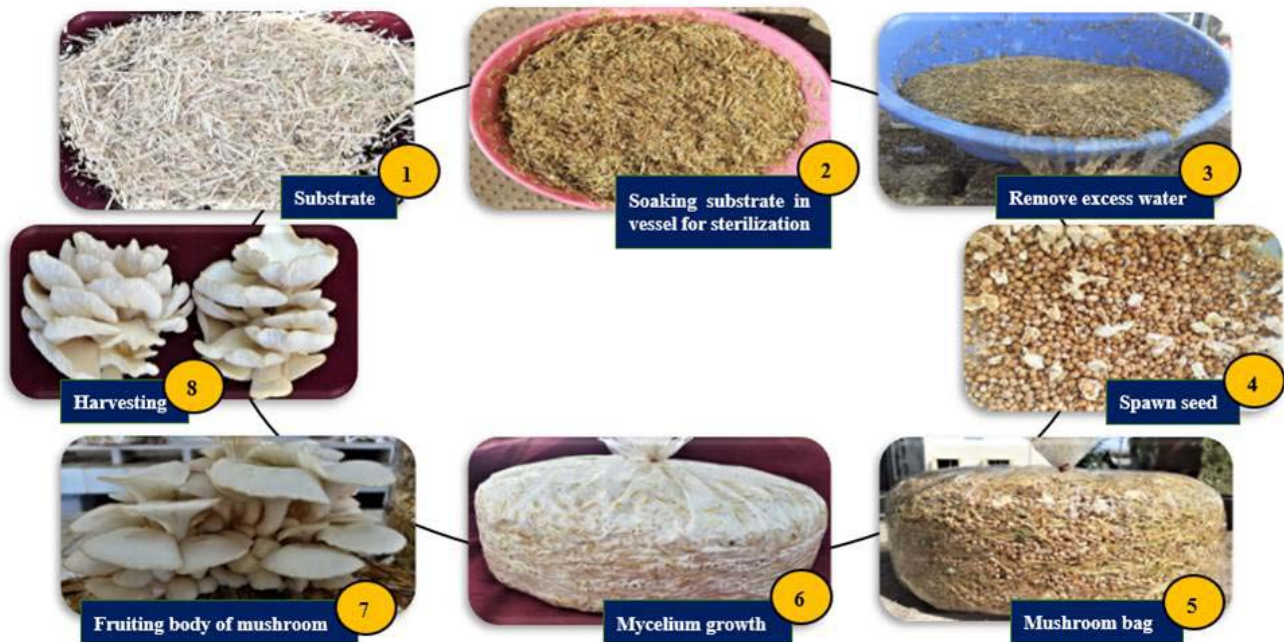 1
Substrate
2
Soaking substrate in
vessel for sterilization
3
Remove excess water
4
Spawn seed
5
Mushroom bag
6
Mycelium growth
7
Fruiting body of mushroom
8
Harvesting